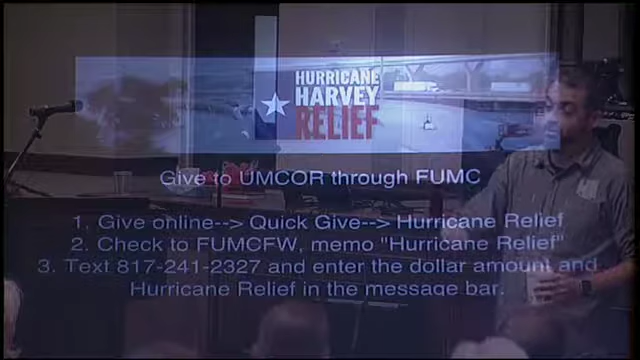 HURRICANE
HARVEY
RELIEF
Give to UMCOR through FUMC
1. Give online--> Quick Give--> Hurricane Relief
2. Check to FUMCFW, memo "Hurricane Relief"
3. Text 817-241-2327 and enter the dollar amount and
Hurricane Relief in the message bar.